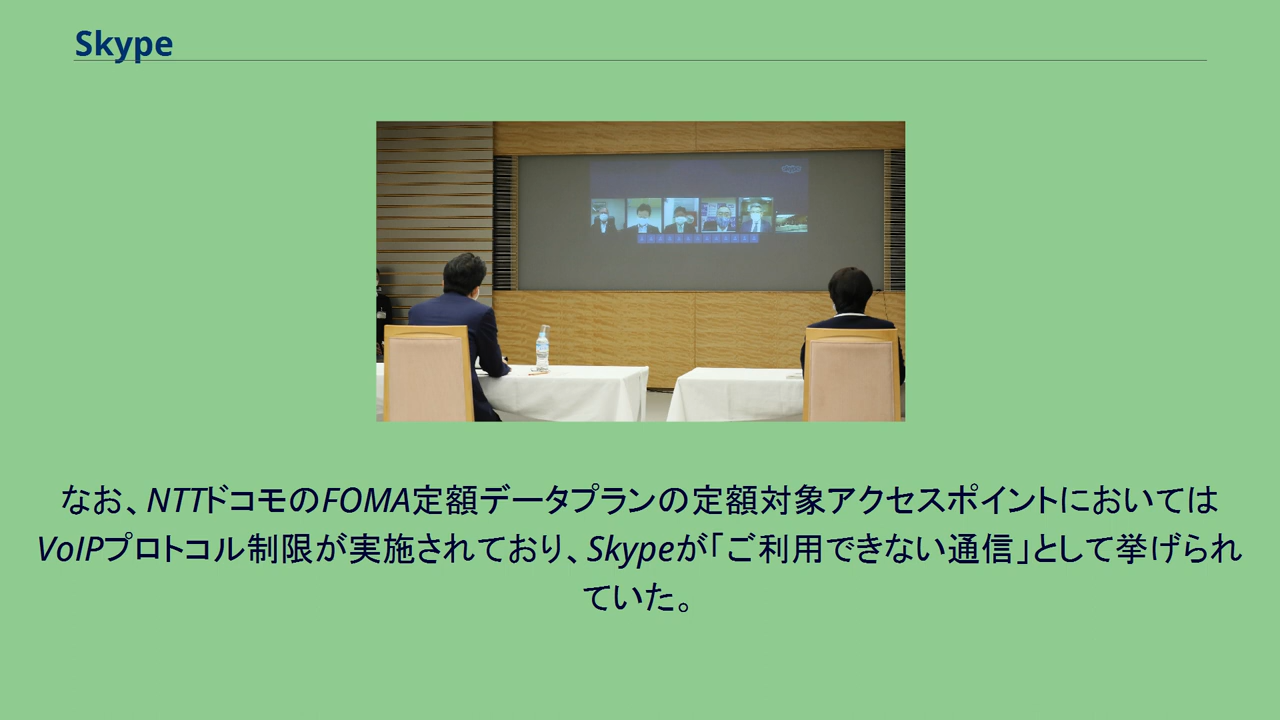 Skype
なお、NTTドコモのFOMA定額データプランの定額対象アクセスポイントにおいては
VoIPプロトコル制限が実施されており、Skypeが「ご利用できない通信」として挙げられ
ていた。